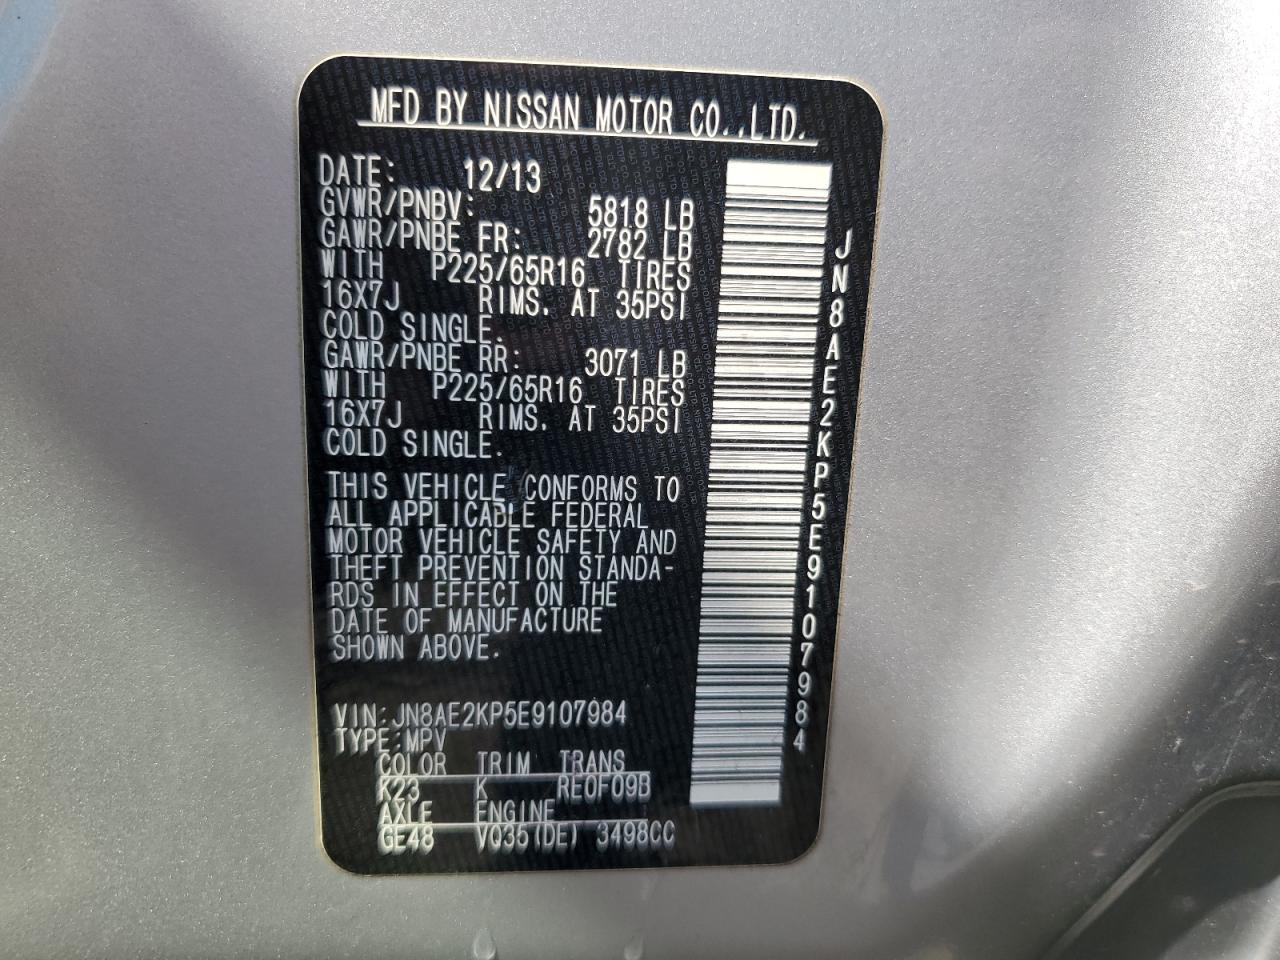 MFD BY NISSAN MOTOR CO.,LTD.
DATE: 12/13
GVWR/PNBV: 5818 LB
GAWR/PNBE FR: 2782 LB
WITH P225/65R16 TIRES
16X7J RIMS. AT 35PSI
COLD SINGLE.
GAWR/PNBE RR: 3071 LB
WITH P225/65R16 TIRES
16X7J RIMS. AT 35PSI
COLD SINGLE.
THIS VEHICLE CONFORMS TO
ALL APPLICABLE FEDERAL
MOTOR VEHICLE SAFETY AND
THEFT PREVENTION STANDA-
RDS IN EFFECT ON THE
DATE OF MANUFACTURE
SHOWN ABOVE.
VIN:JN8AE2KP5E9107984
TYPE:MPV
COLOR TRIM TRANS
K23 K RE0F09B
AXLE ENGINE
GE48 VQ35(DE) 3498CC
JN8AE2KP5E9107984